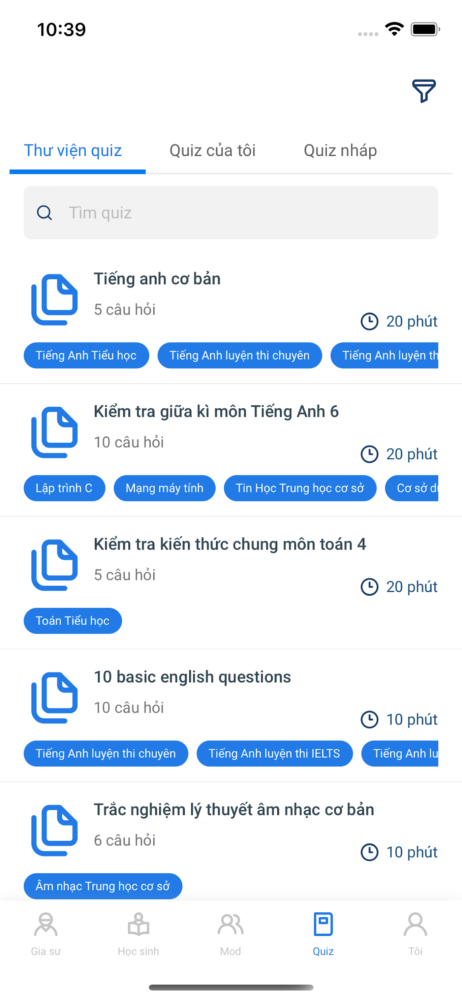 10:39
Thư viện quiz Quiz của tôi Quiz nháp
Tìm quiz
Tiếng anh cơ bản
5 câu hỏi
20 phút
Tiếng Anh Tiểu học Tiếng Anh luyện thi chuyên Tiếng Anh luyện th
Kiểm tra giữa kì môn Tiếng Anh 6
10 câu hỏi
20 phút
Lập trình C Mạng máy tính Tin Học Trung học cơ sở Cơ sở dữ
Kiểm tra kiến thức chung môn toán 4
5 câu hỏi
20 phút
Toán Tiểu học
10 basic english questions
10 câu hỏi
10 phút
Tiếng Anh luyện thi chuyên Tiếng Anh luyện thi IELTS Tiếng Anh lu
Trắc nghiệm lý thuyết âm nhạc cơ bản
6 câu hỏi
10 phút
Âm nhạc Trung học cơ sở
Gia sư Học sinh Mod Quiz Tôi